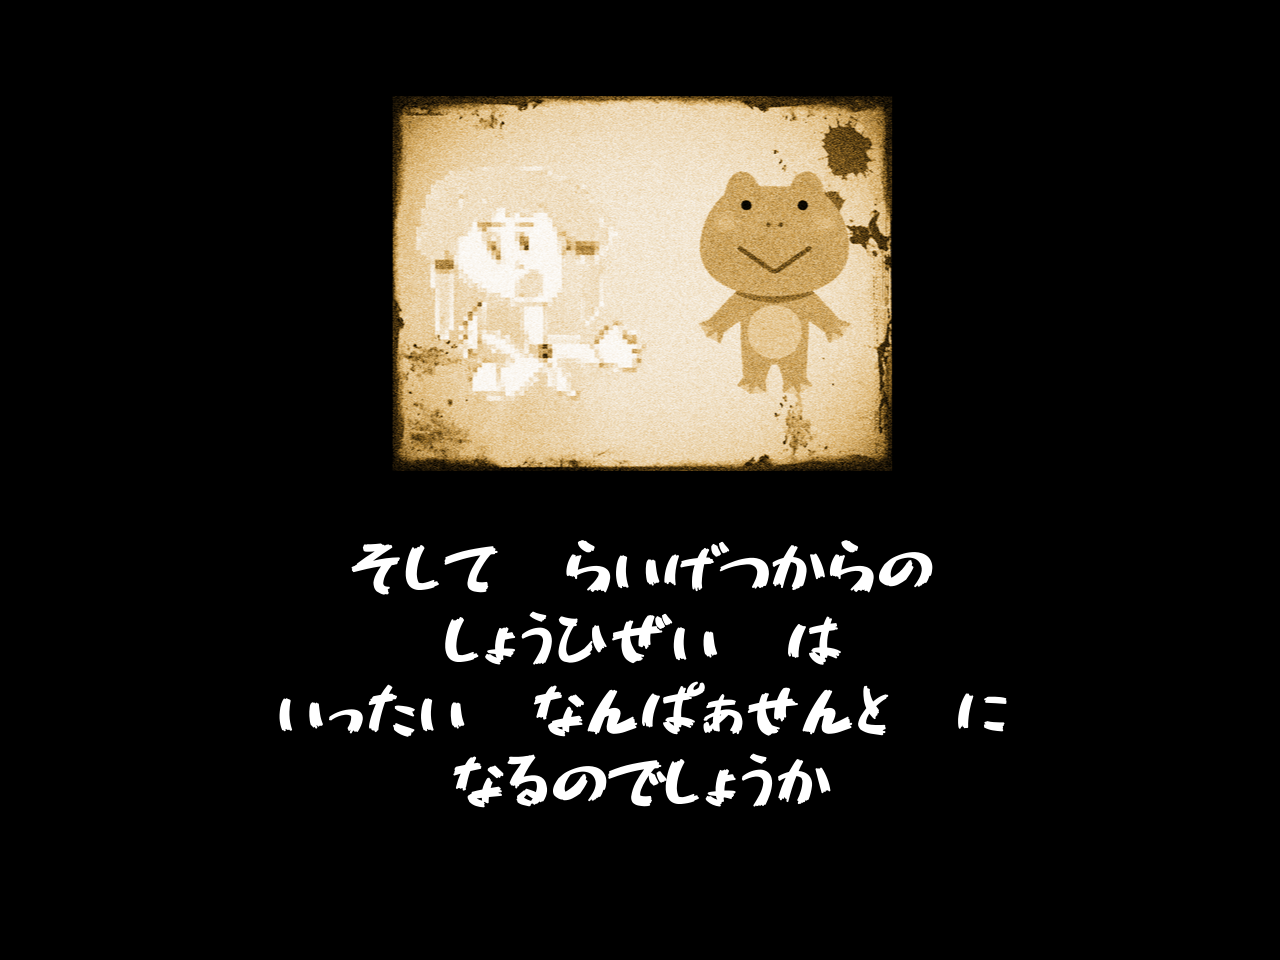 そして　らいげつからの
しょうひぜい　は
いったい　なんぱぁせんと　に
なるのでしょうか